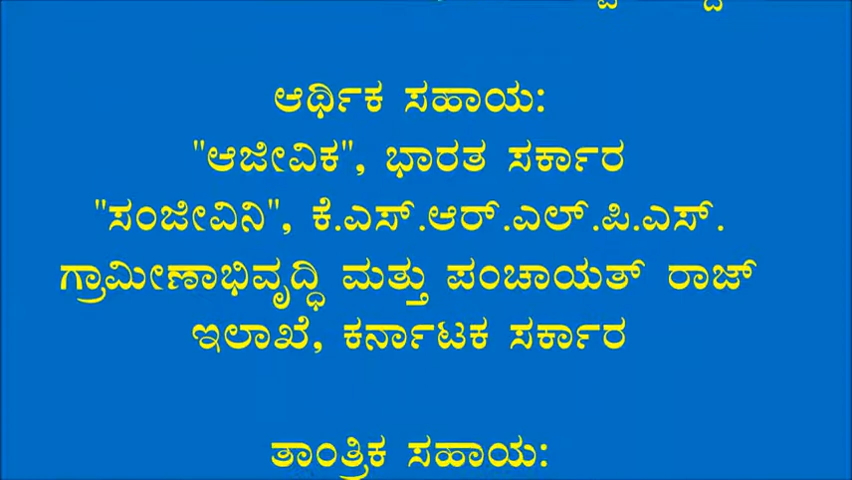 ಆರ್ಥಿಕ ಸಹಾಯ:
"ಆಜೀವಿಕ", ಭಾರತ ಸರ್ಕಾರ
"ಸಂಜೀವಿನಿ", ಕೆ.ಎಸ್.ಆರ್.ಎಲ್.ಪಿ.ಎಸ್.
ಗ್ರಾಮೀಣಾಭಿವೃದ್ಧಿ ಮತ್ತು ಪಂಚಾಯತ್ ರಾಜ್
ಇಲಾಖೆ, ಕರ್ನಾಟಕ ಸರ್ಕಾರ
ತಾಂತ್ರಿಕ ಸಹಾಯ: